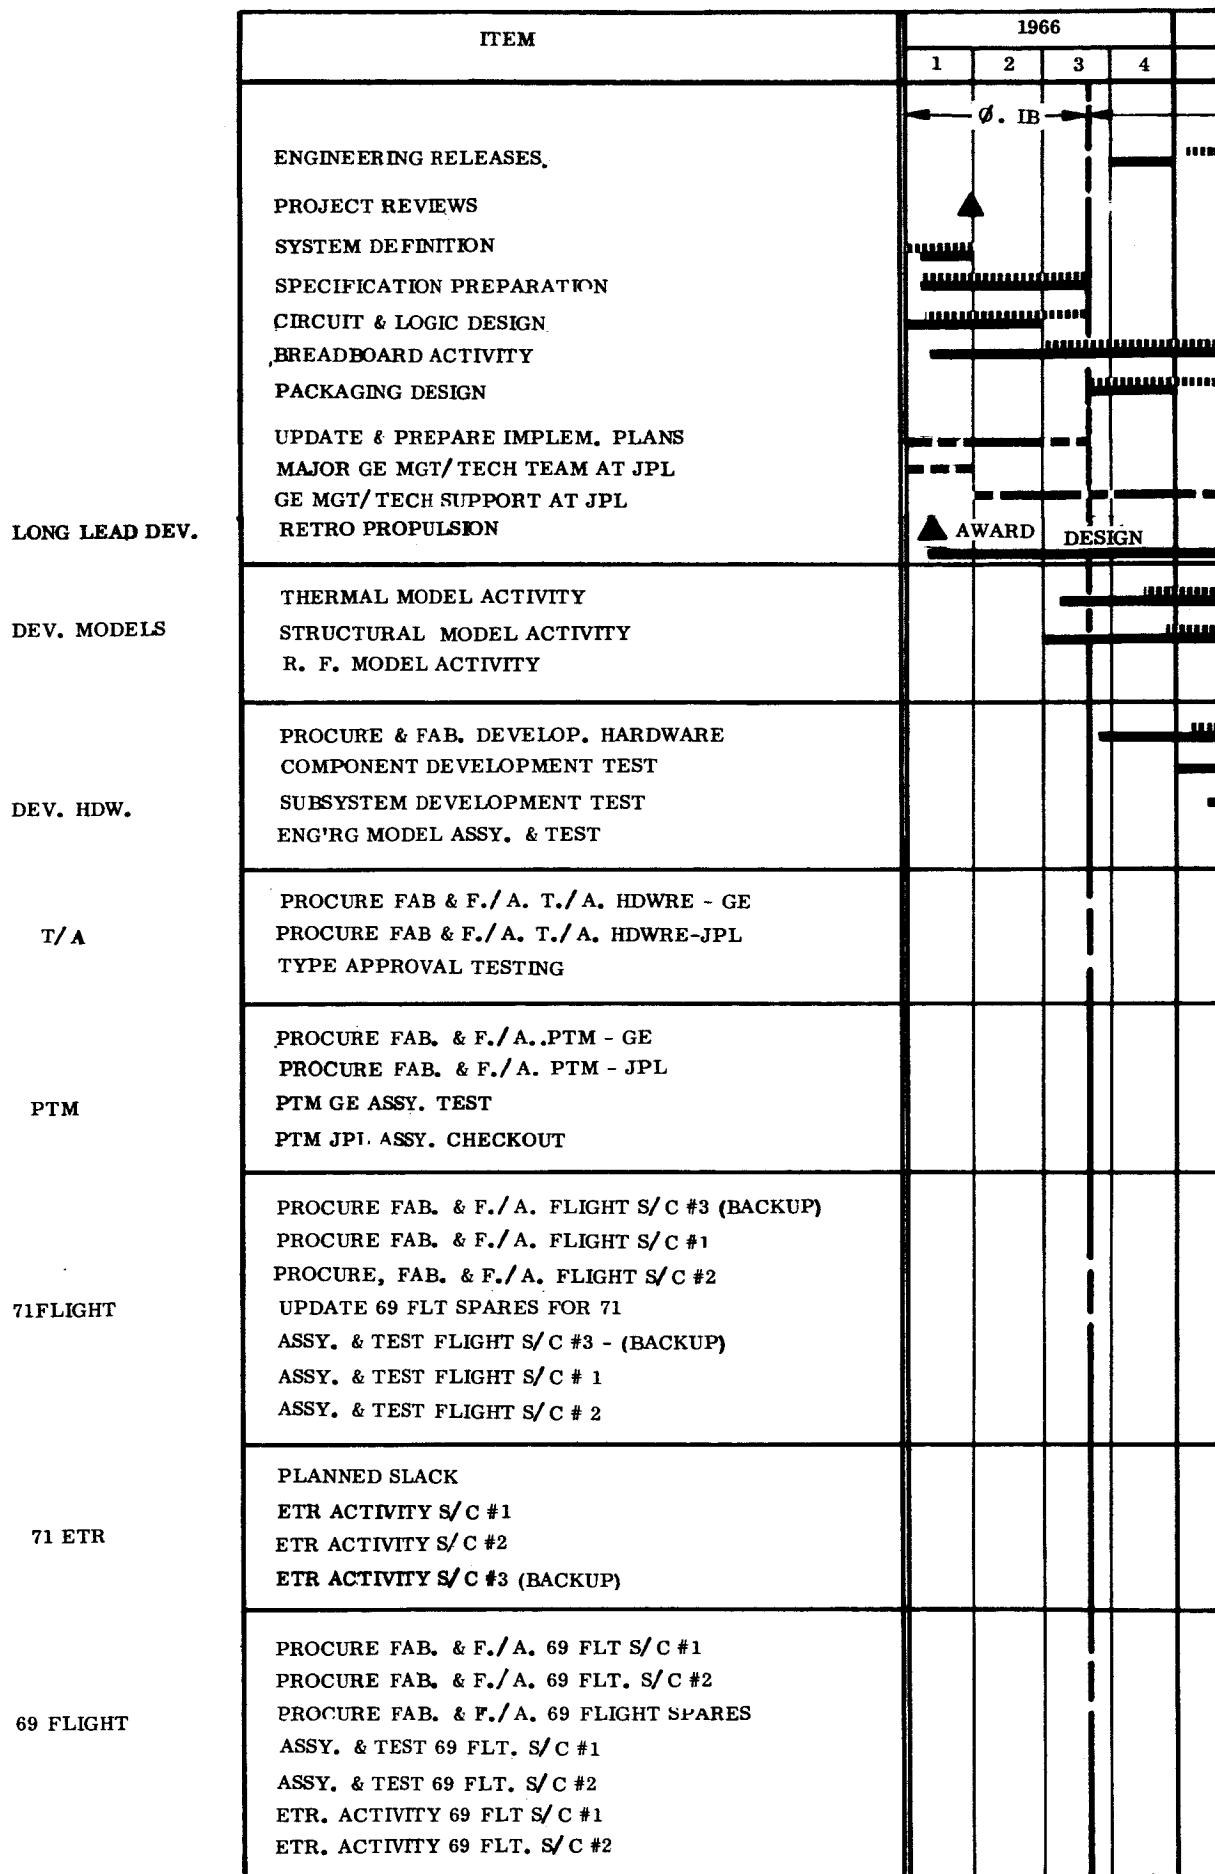 ITEM
1966
1 2 3 4
Ø. IB
ENGINEERING RELEASES.
PROJECT REVIEWS
SYSTEM DEFINITION
SPECIFICATION PREPARATION
CIRCUIT & LOGIC DESIGN
BREADBOARD ACTIVITY
PACKAGING DESIGN
UPDATE & PREPARE IMPLEM. PLANS
MAJOR GE MGT/TECH TEAM AT JPL
GE MGT/TECH SUPPORT AT JPL
LONG LEAD DEV. RETRO PROPULSION AWARD DESIGN
THERMAL MODEL ACTIVITY
DEV. MODELS STRUCTURAL MODEL ACTIVITY
R. F. MODEL ACTIVITY
PROCURE & FAB. DEVELOP. HARDWARE
COMPONENT DEVELOPMENT TEST
DEV. HDW. SUBSYSTEM DEVELOPMENT TEST
ENG'RG MODEL ASSY. & TEST
PROCURE FAB & F./A. T./A. HDWRE - GE
T/A PROCURE FAB & F./A. T./A. HDWRE-JPL
TYPE APPROVAL TESTING
PROCURE FAB. & F./A..PTM - GE
PROCURE FAB. & F./A. PTM - JPL
PTM PTM GE ASSY. TEST
PTM JPL ASSY. CHECKOUT
PROCURE FAB. & F./A. FLIGHT S/C #3 (BACKUP)
PROCURE FAB. & F./A. FLIGHT S/C #1
PROCURE, FAB. & F./A. FLIGHT S/C #2
71FLIGHT UPDATE 69 FLT SPARES FOR 71
ASSY. & TEST FLIGHT S/C #3 - (BACKUP)
ASSY. & TEST FLIGHT S/C # 1
ASSY. & TEST FLIGHT S/C # 2
PLANNED SLACK
ETR ACTIVITY S/C #1
71 ETR ETR ACTIVITY S/C #2
ETR ACTIVITY S/C #3 (BACKUP)
PROCURE FAB. & F./A. 69 FLT S/C #1
PROCURE FAB. & F./A. 69 FLT. S/C #2
69 FLIGHT PROCURE FAB. & F./A. 69 FLIGHT SPARES
ASSY. & TEST 69 FLT. S/C #1
ASSY. & TEST 69 FLT. S/C #2
ETR. ACTIVITY 69 FLT S/C #1
ETR. ACTIVITY 69 FLT. S/C #2